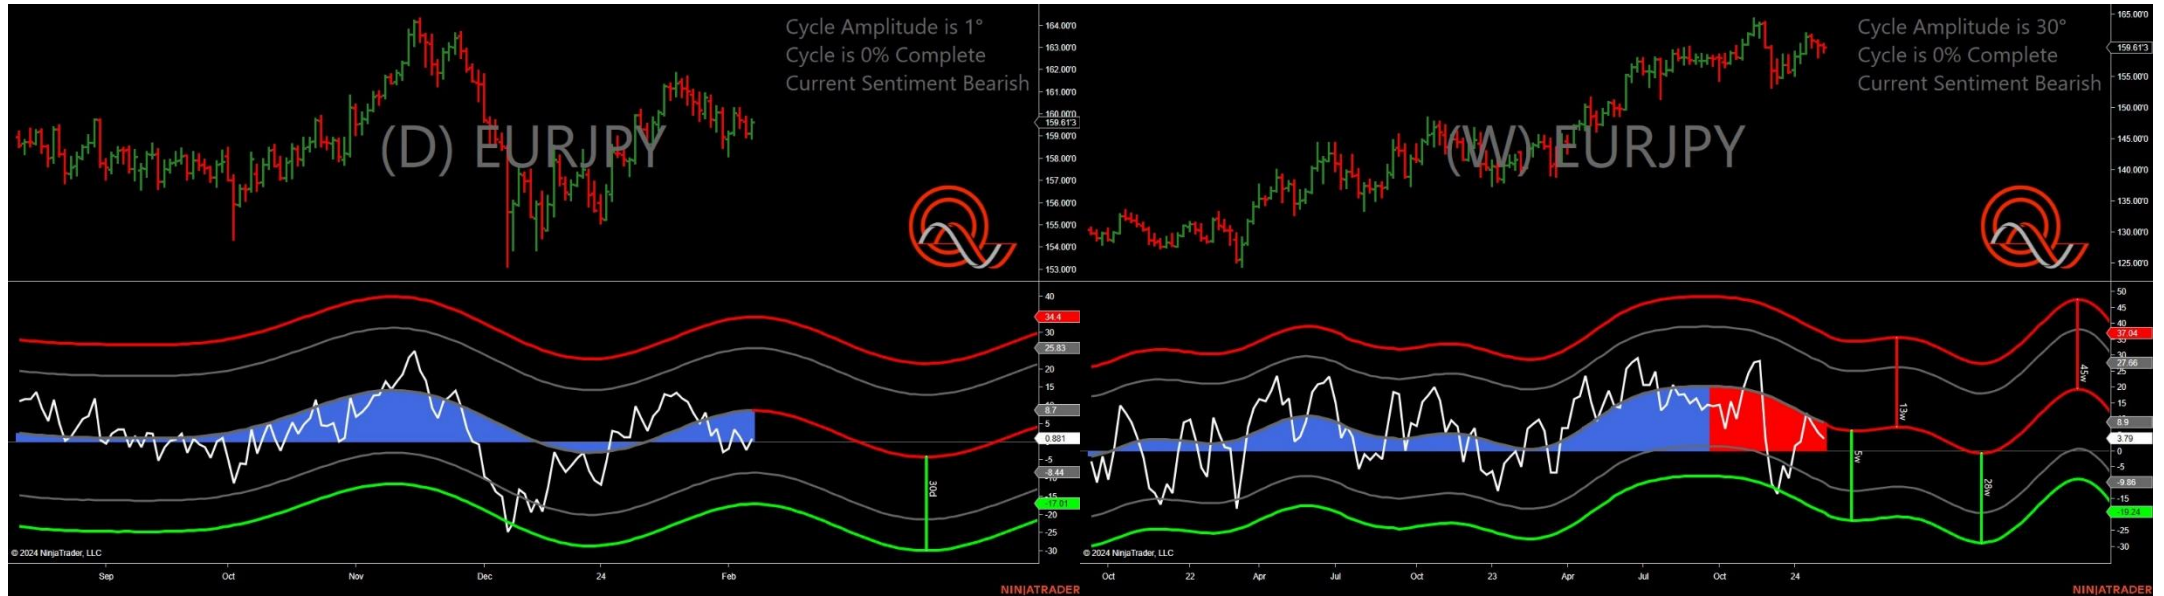 Cycle Amplitude is 1°
Cycle is 0% Complete
Current Sentiment Bearish
(D) EURJPY
164.00'0
163.00'0
162.00'0
161.00'0
160.00'0
159.61'3
159.00'0
158.00'0
157.00'0
156.00'0
155.00'0
154.00'0
153.00'0
40
34.4
30
25.83
20
15
8.7
5
0.881
-5
-8.44
-10
-15
-17.01
-20
-25
-30
30d
© 2024 NinjaTrader, LLC
Sep
Oct
Nov
Dec
24
Feb
NINJATRADER
Cycle Amplitude is 30°
Cycle is 0% Complete
Current Sentiment Bearish
(W) EURJPY
165.00'0
159.61'3
155.00'0
150.00'0
145.00'0
140.00'0
135.00'0
130.00'0
125.00'0
50
45
40
37.04
30
27.66
25
20
15
8.9
3.79
0
-5
-9.86
-15
-19.24
-25
-30
5w
13w
28w
45w
© 2024 NinjaTrader, LLC
Oct
22
Apr
Jul
Oct
23
Apr
Jul
Oct
24
NINJATRADER